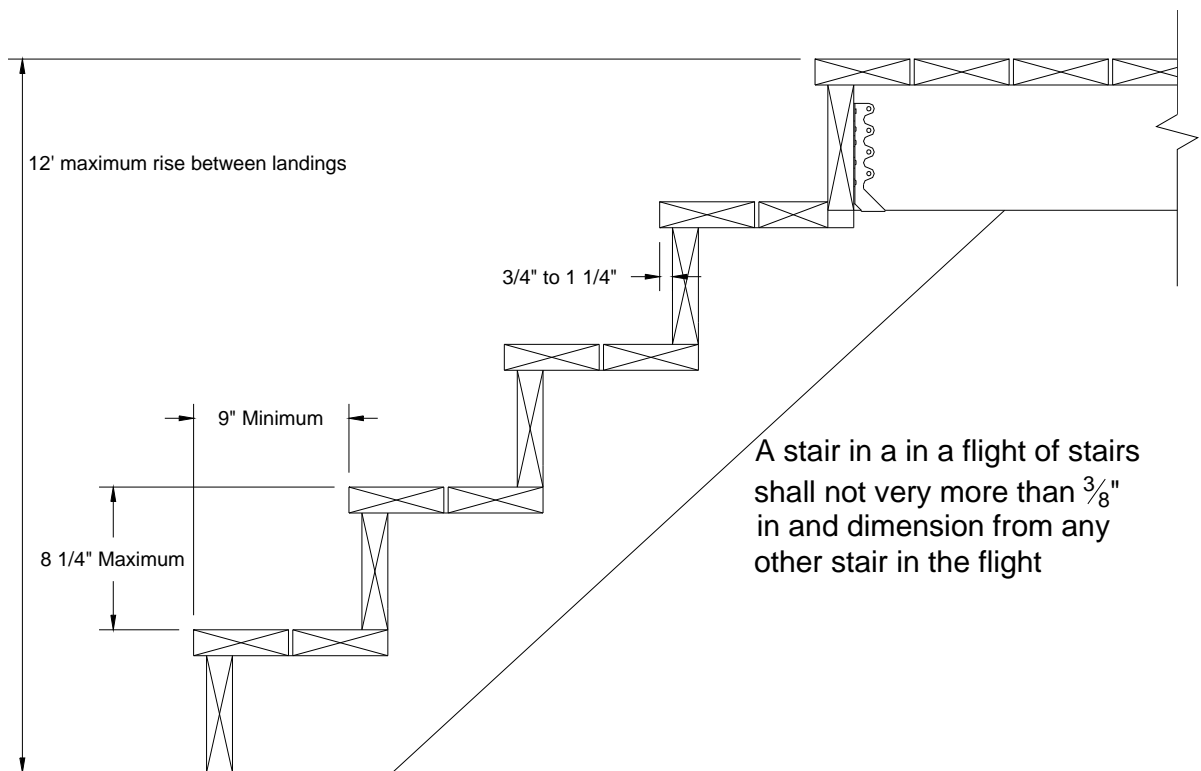 12' maximum rise between landings
3/4" to 1 1/4"
9" Minimum
8 1/4" Maximum
A stair in a in a flight of stairs
shall not very more than 3⁄8"
in and dimension from any
other stair in the flight